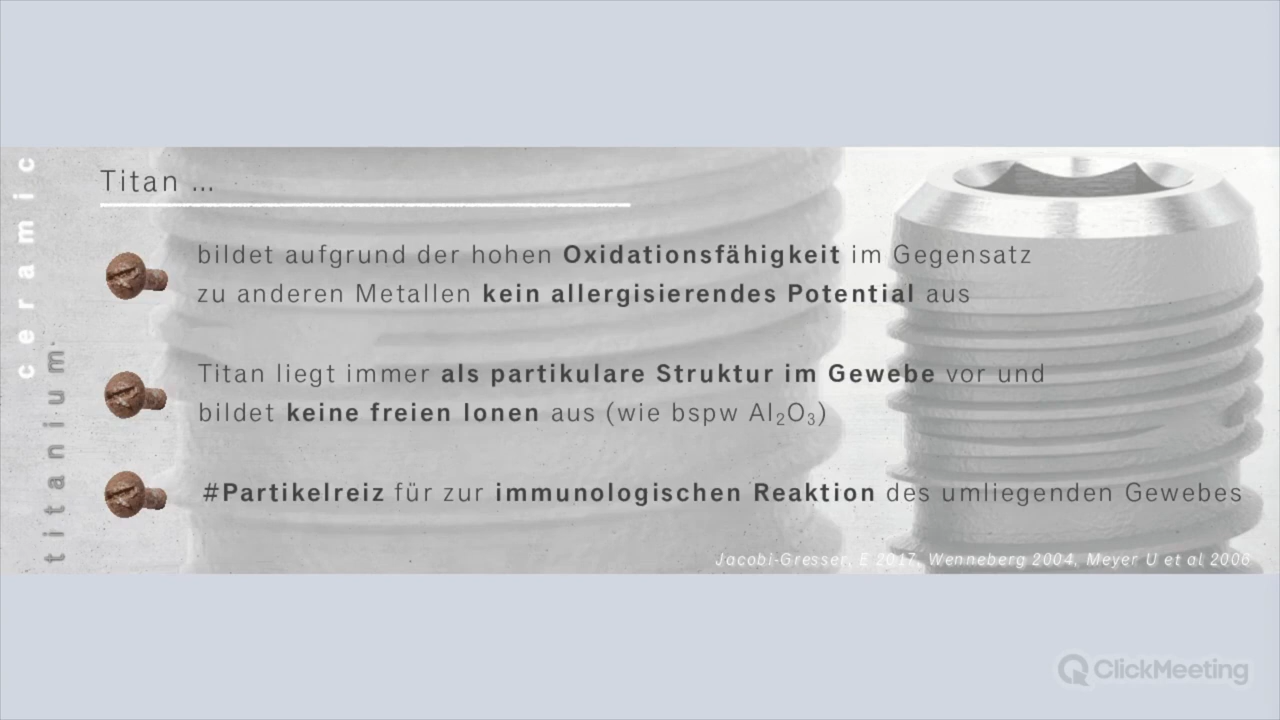 ceramic
titanium
Titan ...
bildet aufgrund der hohen Oxidationsfähigkeit im Gegensatz
zu anderen Metallen kein allergisierendes Potential aus
Titan liegt immer als partikulare Struktur im Gewebe vor und
bildet keine freien Ionen aus (wie bspw Al₂O₃)
#Partikelreiz für zur immunologischen Reaktion des umliegenden Gewebes
Jacobi-Gresser, E 2017, Wenneberg 2004, Meyer U et al 2006
ClickMeeting